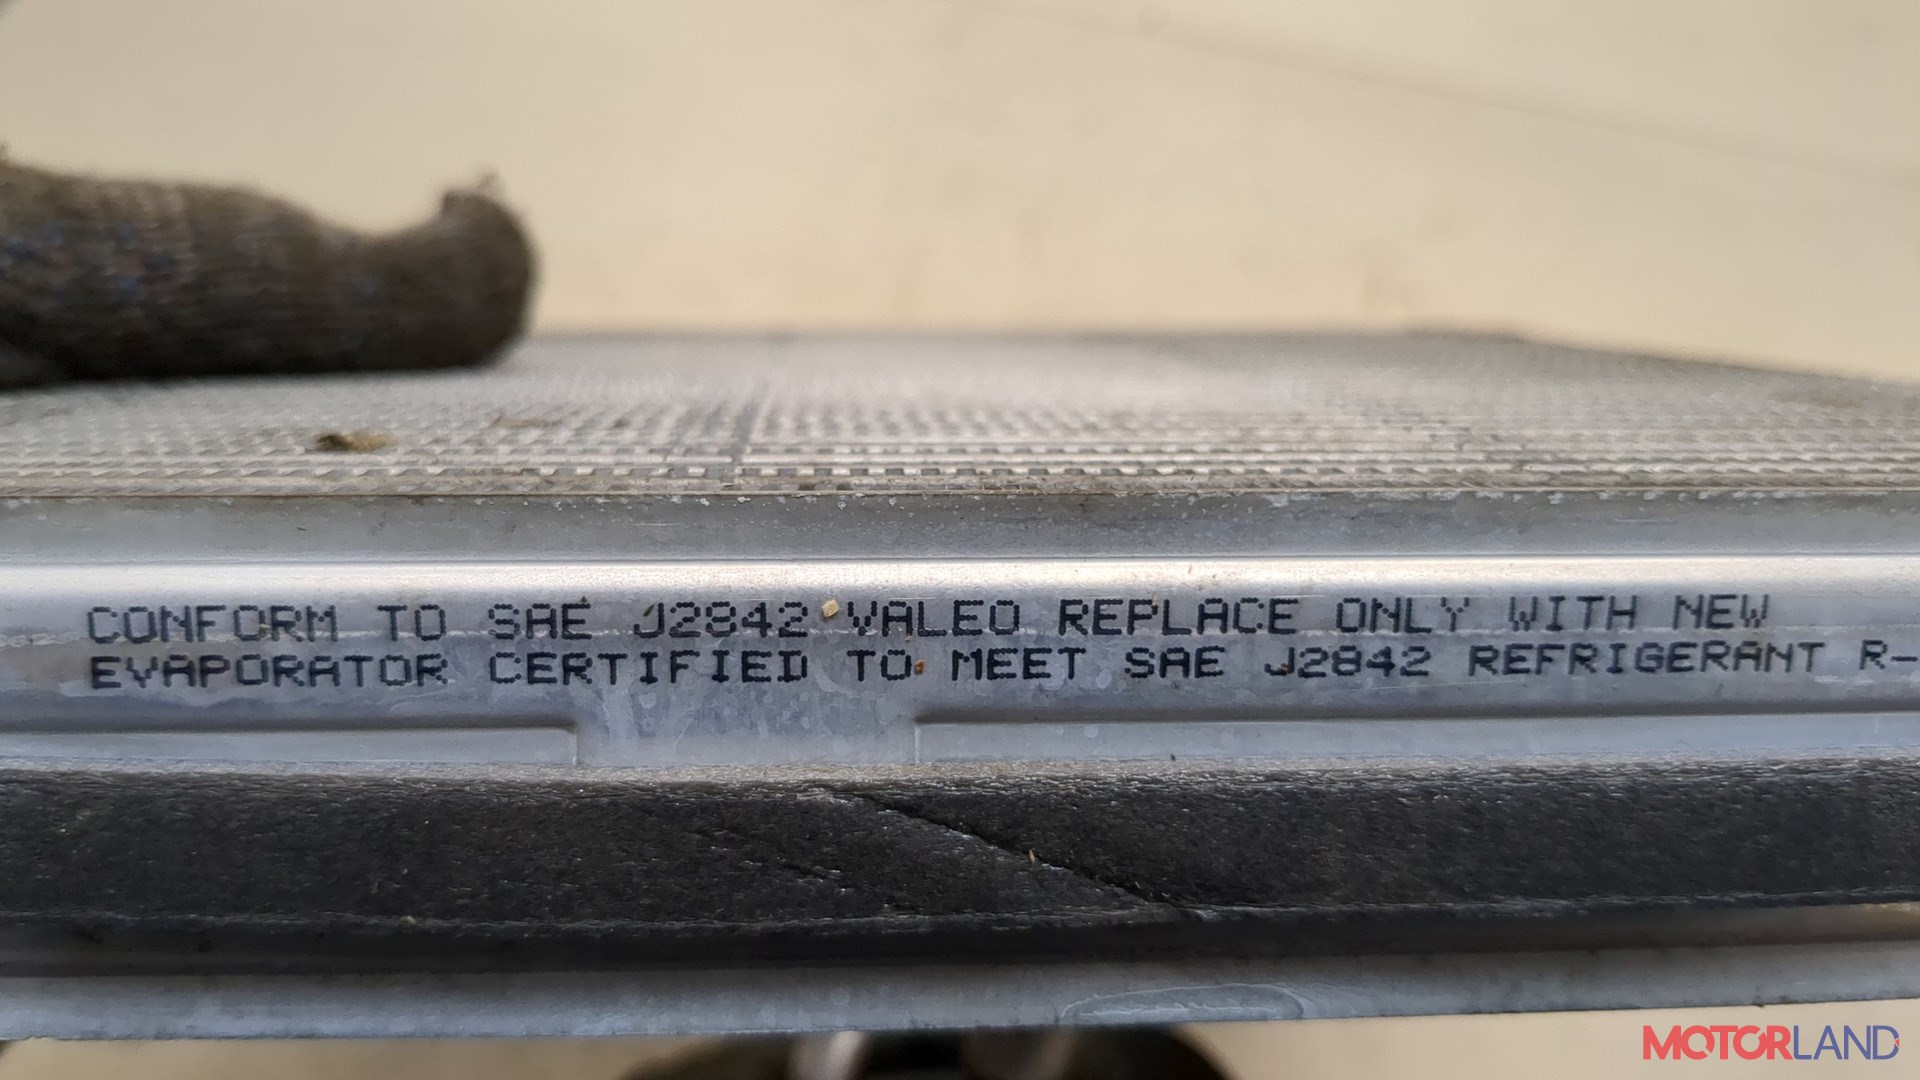 CONFORM TO SAE J2842 VALEO REPLACE ONLY WITH NEW
EVAPORATOR CERTIFIED TO MEET SAE J2842 REFRIGERANT R-
MOTORLAND